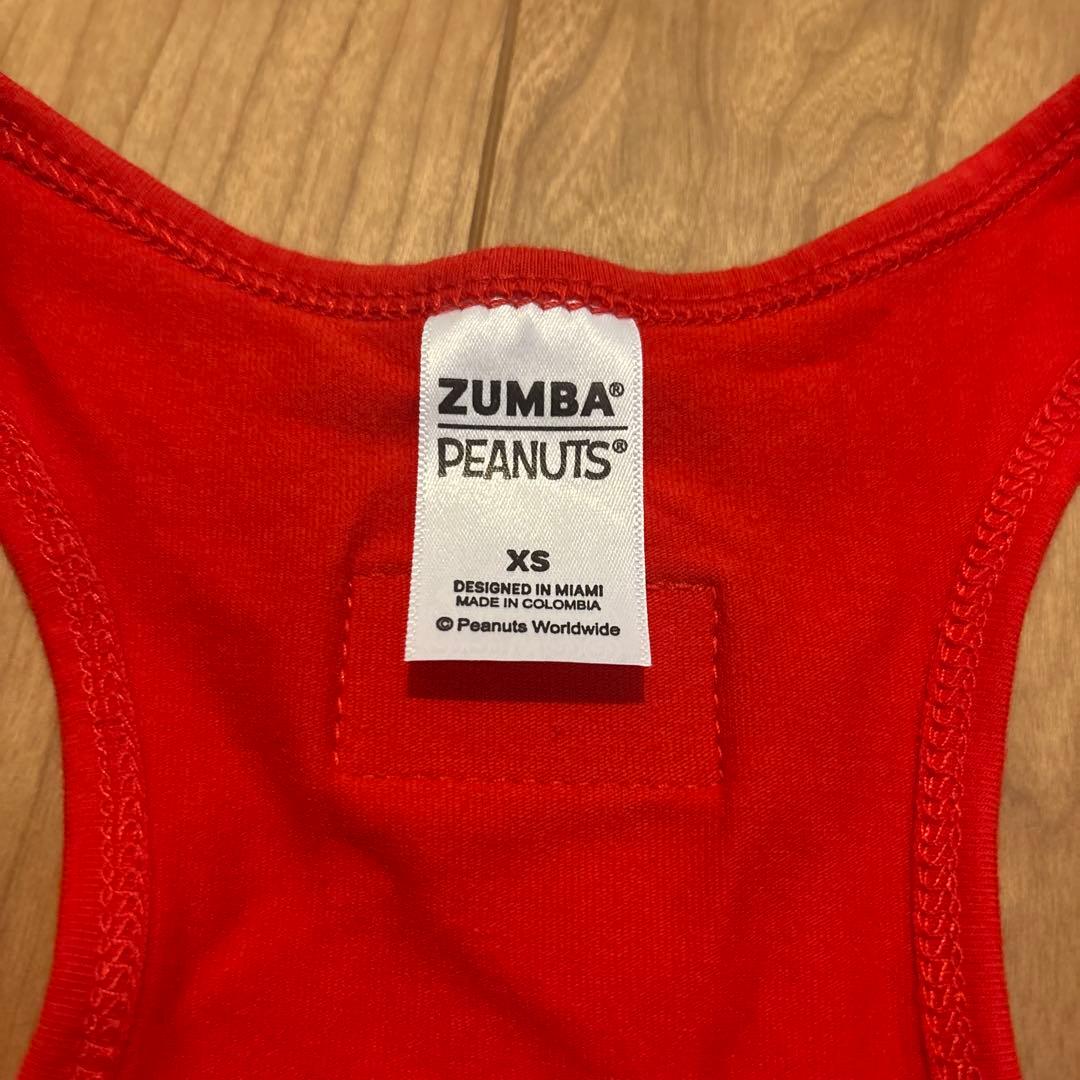 ZUMBA®
PEANUTS®
XS
DESIGNED IN MIAMI
MADE IN COLOMBIA
© Peanuts Worldwide